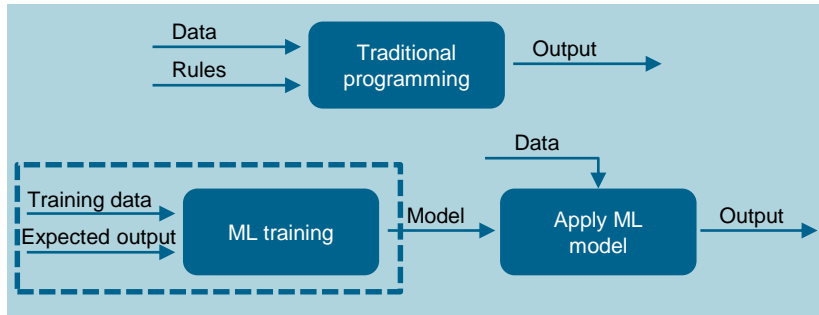 Data
Rules
Traditional
programming
Output
Data
Training data
Expected output
ML training
Model
Apply ML
model
Output